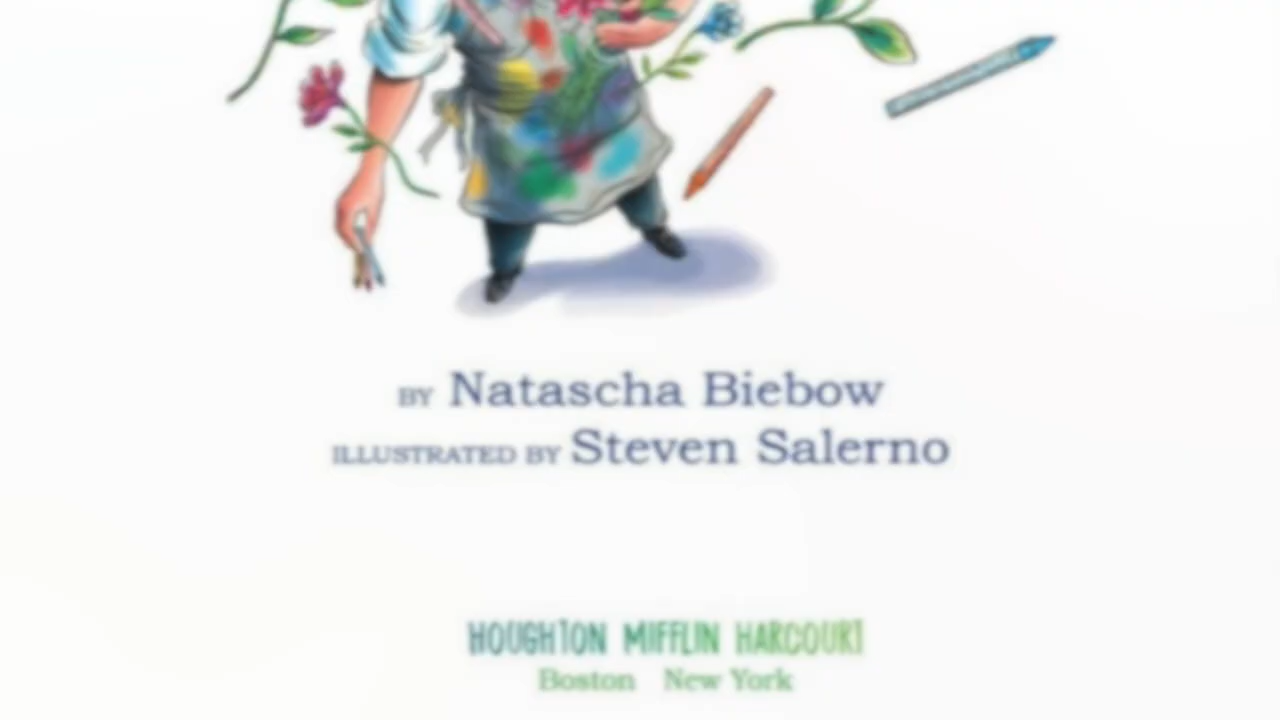 BY Natascha Biebow
ILLUSTRATED BY Steven Salerno
HOUGHTON MIFFLIN HARCOURT
Boston New York